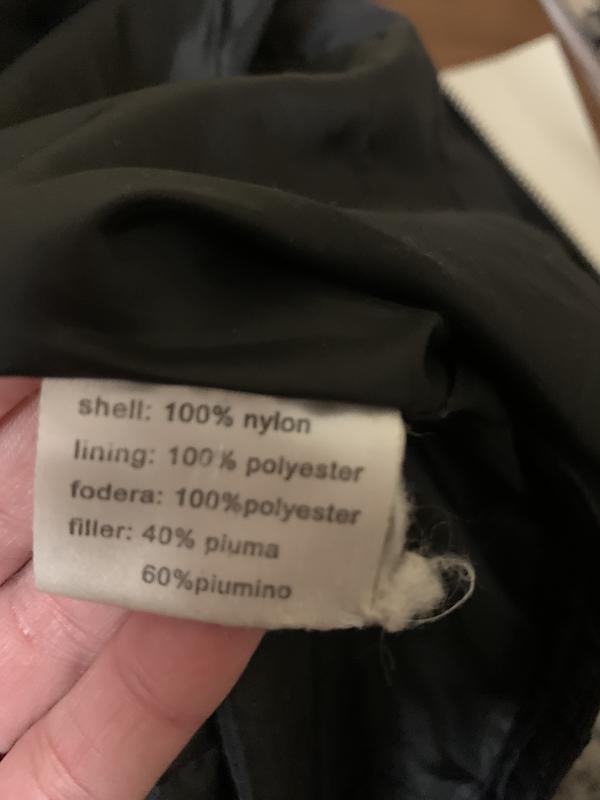 shell: 100% nylon
lining: 100% polyester
fodera: 100%polyester
filler: 40% piuma
60%piumino